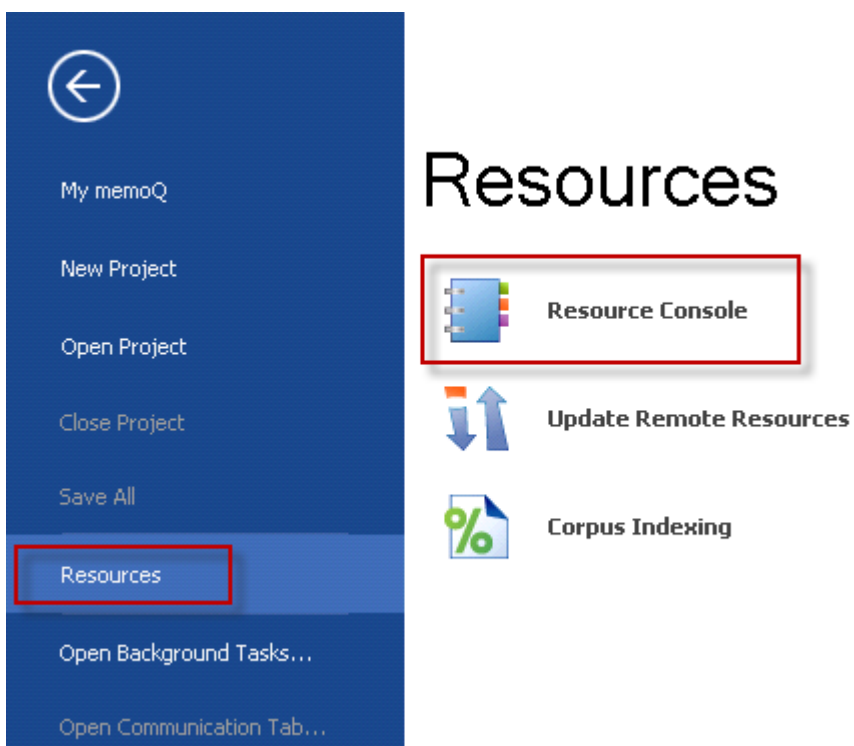 My memoQ
New Project
Open Project
Close Project
Save All
Resources
Open Background Tasks...
Open Communication Tab...
Resources
Resource Console
Update Remote Resources
%
Corpus Indexing